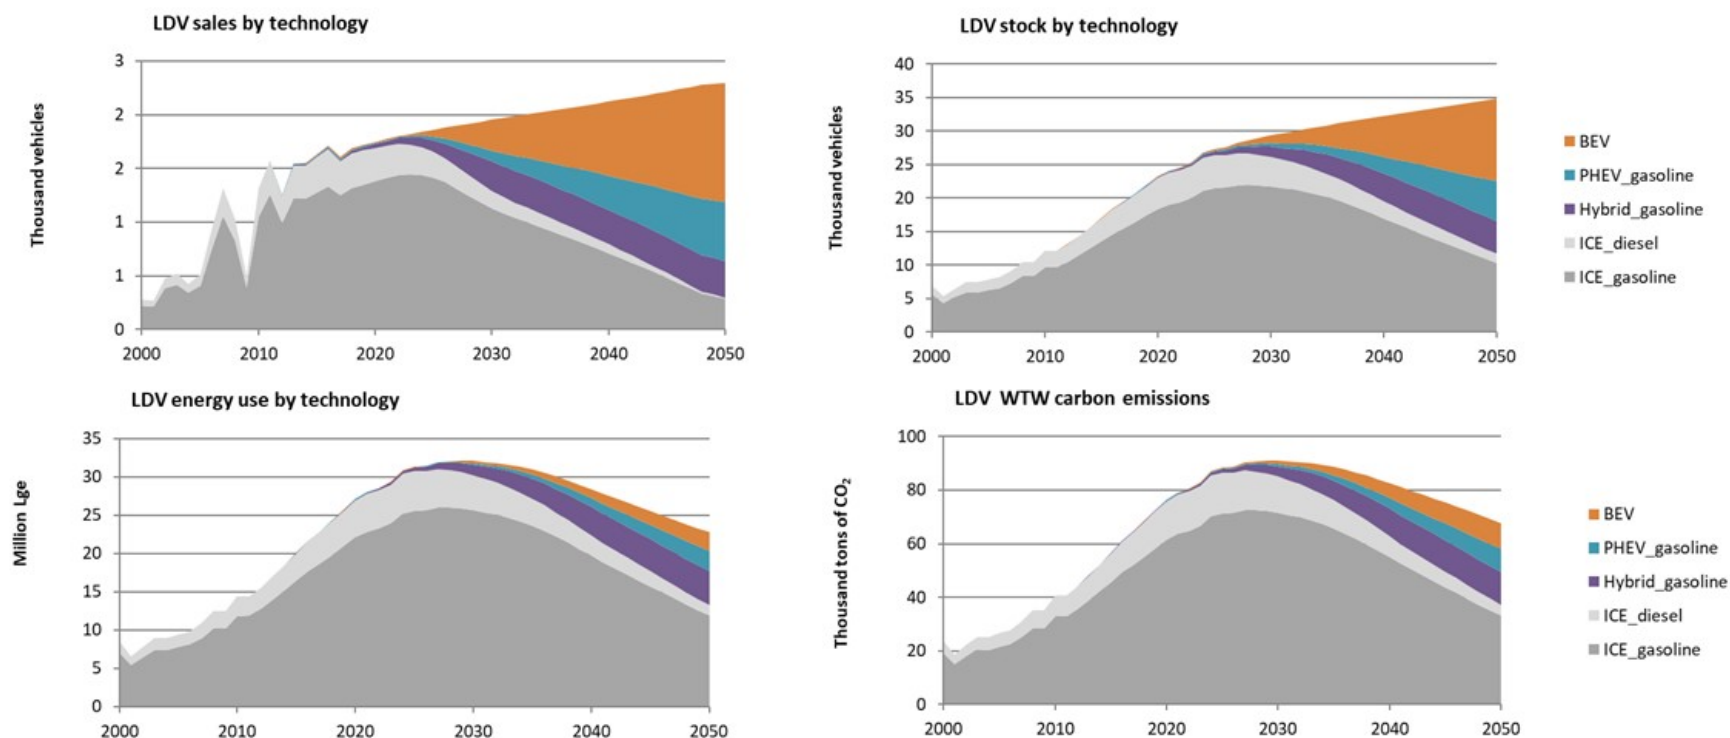 LDV sales by technology
Thousand vehicles
3
2
2
1
1
0
2000 2010 2020 2030 2040 2050
LDV stock by technology
Thousand vehicles
40
35
30
25
20
15
10
5
0
2000 2010 2020 2030 2040 2050
BEV
PHEV_gasoline
Hybrid_gasoline
ICE_diesel
ICE_gasoline
LDV energy use by technology
Million Lge
35
30
25
20
15
10
5
0
2000 2010 2020 2030 2040 2050
LDV WTW carbon emissions
Thousand tons of CO₂
100
80
60
40
20
0
2000 2010 2020 2030 2040 2050
BEV
PHEV_gasoline
Hybrid_gasoline
ICE_diesel
ICE_gasoline